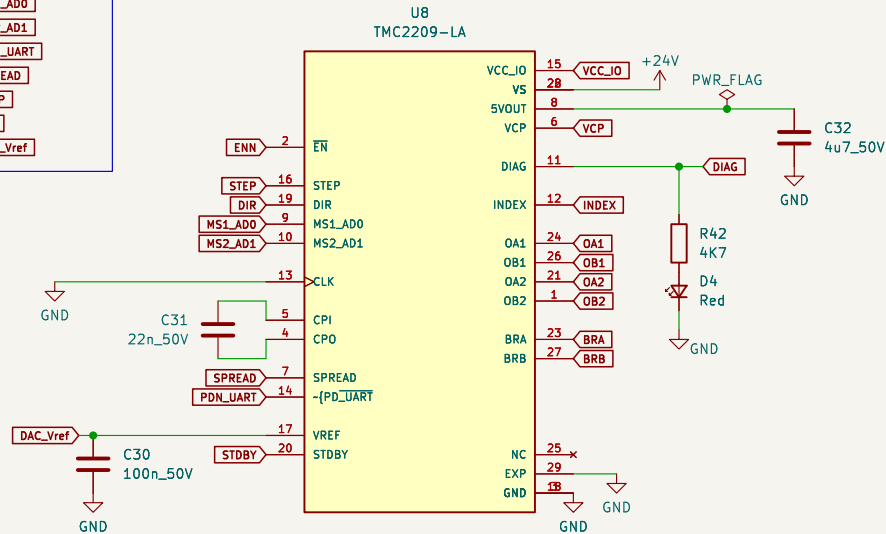 _AD0
_AD1
_UART
EAD
P
_Vref
U8
TMC2209-LA
VCC_IO
15
VCC_IO
+24V
VS
28
PWR_FLAG
5VOUT
8
VCP
6
VCP
C32
4u7_50V
GND
ENN
2
EN
DIAG
11
DIAG
STEP
16
STEP
DIR
19
DIR
INDEX
12
INDEX
MS1_AD0
9
MS1_AD0
MS2_AD1
10
MS2_AD1
R42
4K7
OA1
24
OA1
OB1
26
OB1
OA2
21
OA2
OB2
1
OB2
D4
Red
GND
13
CLK
GND
C31
22n_50V
5
CPI
4
CPO
BRA
23
BRA
BRB
27
BRB
SPREAD
7
SPREAD
PDN_UART
14
~{PD_UART
DAC_Vref
17
VREF
STDBY
20
STDBY
C30
100n_50V
GND
NC
25
EXP
29
GND
GND
GND